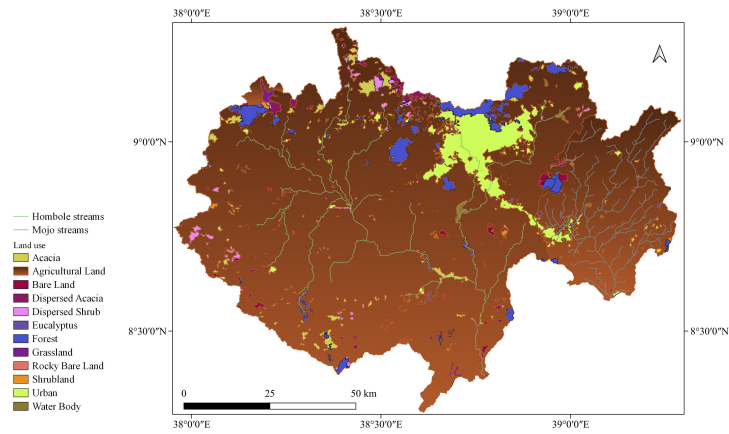 38°0′0″E 38°30′0″E 39°0′0″E
9°0′0″N 9°0′0″N
Hombole streams
Mojo streams
Land use
Acacia
Agricultural Land
Bare Land
Dispersed Acacia
Dispersed Shrub
Eucalyptus
Forest
Grassland
Rocky Bare Land
Shrubland
Urban
Water Body
8°30′0″N 8°30′0″N
0 25 50 km
38°0′0″E 38°30′0″E 39°0′0″E